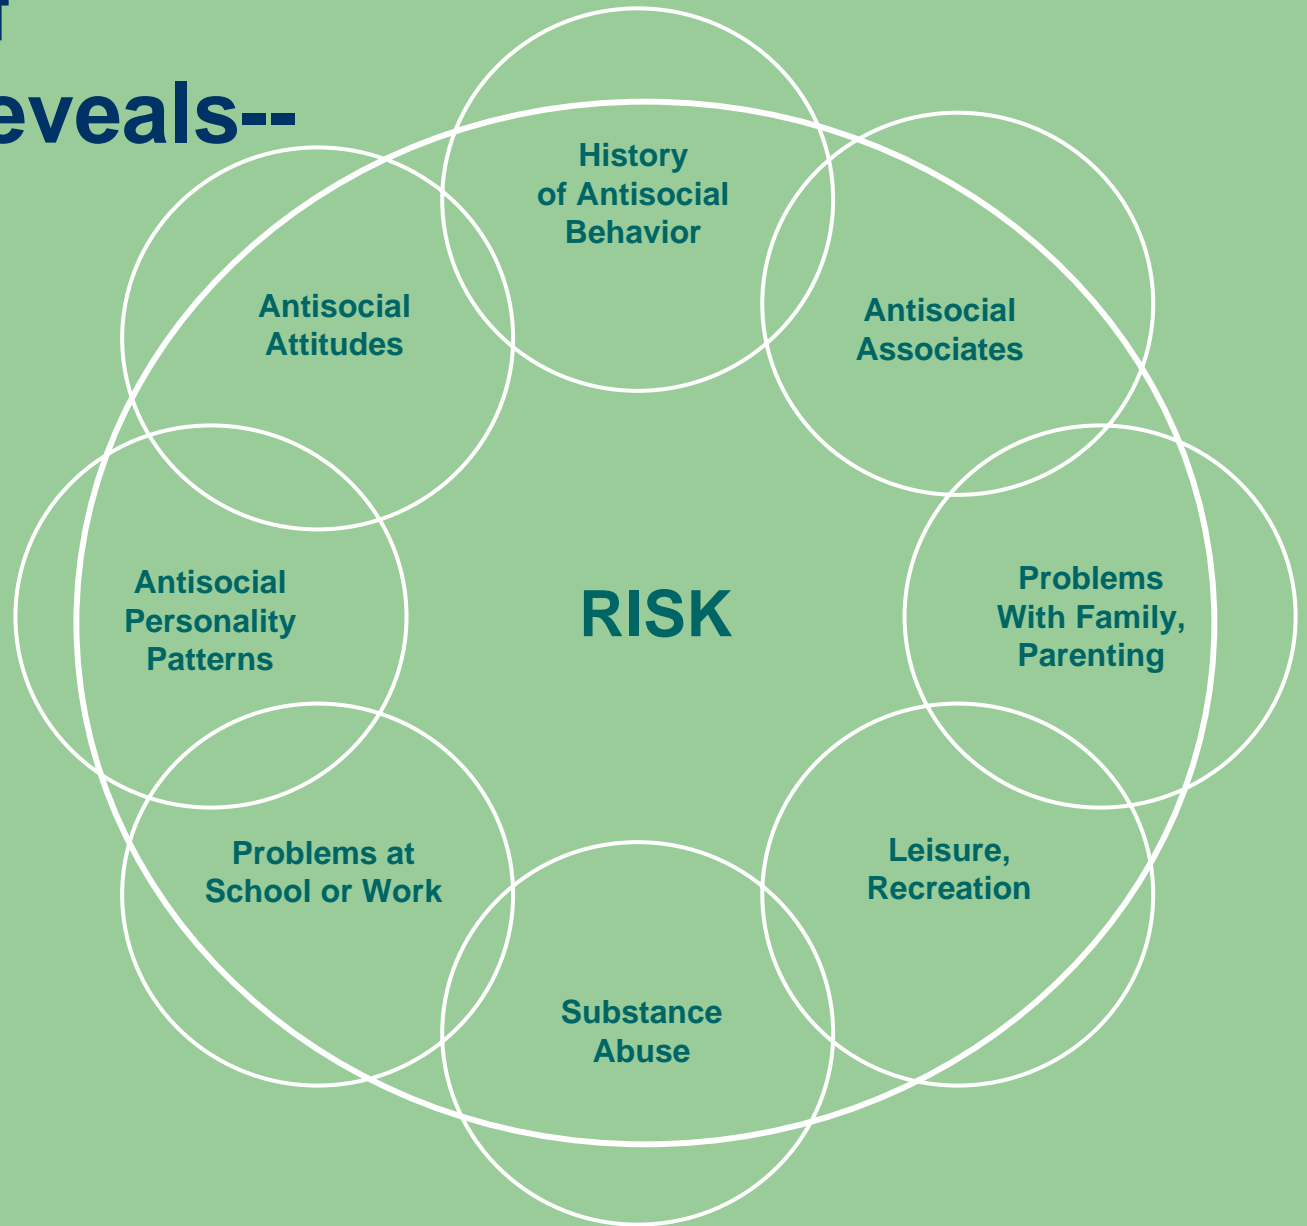 eveals--
History
of Antisocial
Behavior
Antisocial
Associates
Problems
With Family,
Parenting
Leisure,
Recreation
Substance
Abuse
Problems at
School or Work
Antisocial
Personality
Patterns
Antisocial
Attitudes
RISK